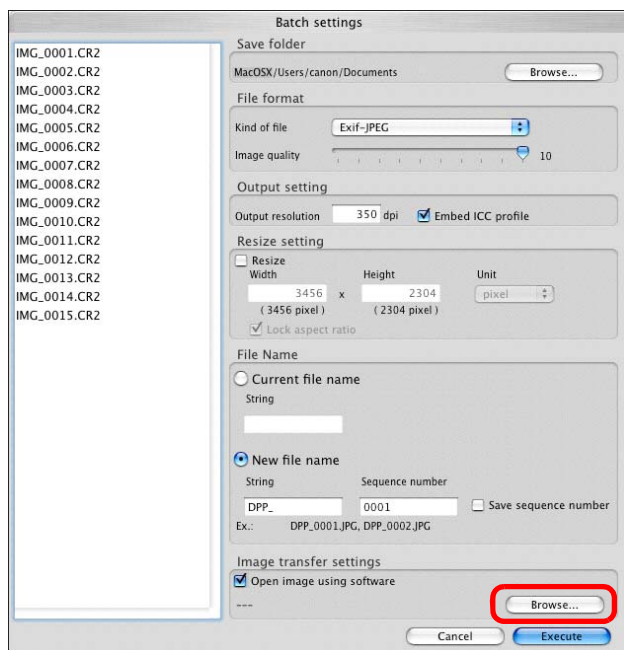 Batch settings
IMG_0001.CR2
IMG_0002.CR2
IMG_0003.CR2
IMG_0004.CR2
IMG_0005.CR2
IMG_0006.CR2
IMG_0007.CR2
IMG_0008.CR2
IMG_0009.CR2
IMG_0010.CR2
IMG_0011.CR2
IMG_0012.CR2
IMG_0013.CR2
IMG_0014.CR2
IMG_0015.CR2
Save folder
MacOSX/Users/canon/Documents Browse...
File format
Kind of file Exif-JPEG
Image quality 10
Output setting
Output resolution 350 dpi Embed ICC profile
Resize setting
Resize
Width Height Unit
3456 x 2304 pixel
(3456 pixel) (2304 pixel)
Lock aspect ratio
File Name
Current file name
String
New file name
String Sequence number
DPP_ 0001 Save sequence number
Ex.: DPP_0001.JPG, DPP_0002.JPG
Image transfer settings
Open image using software
--- Browse...
Cancel Execute